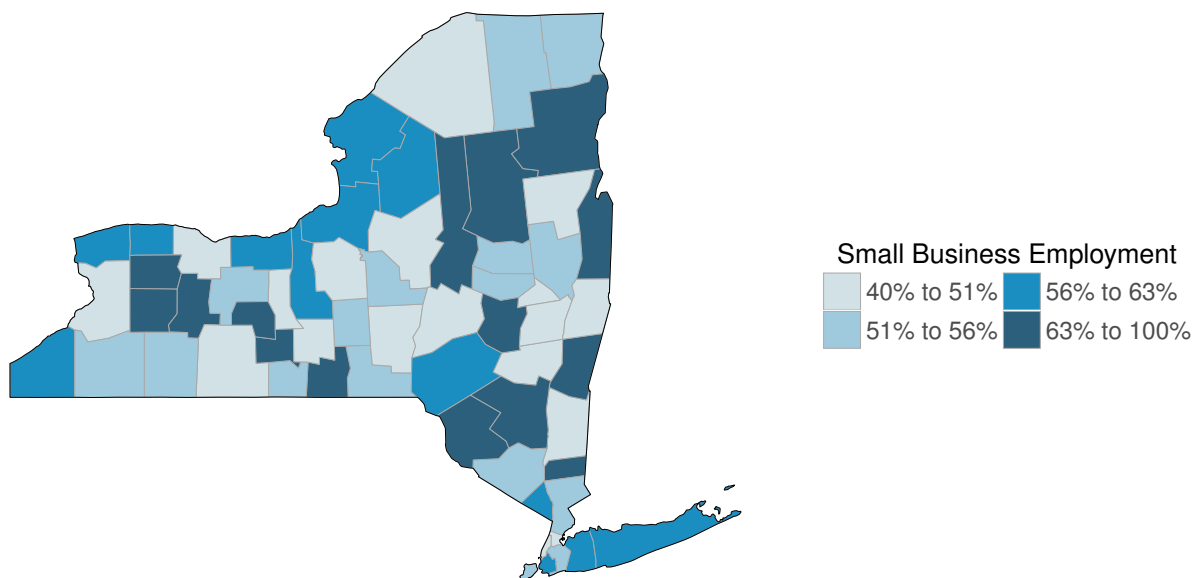 Small Business Employment
40% to 51% 56% to 63%
51% to 56% 63% to 100%